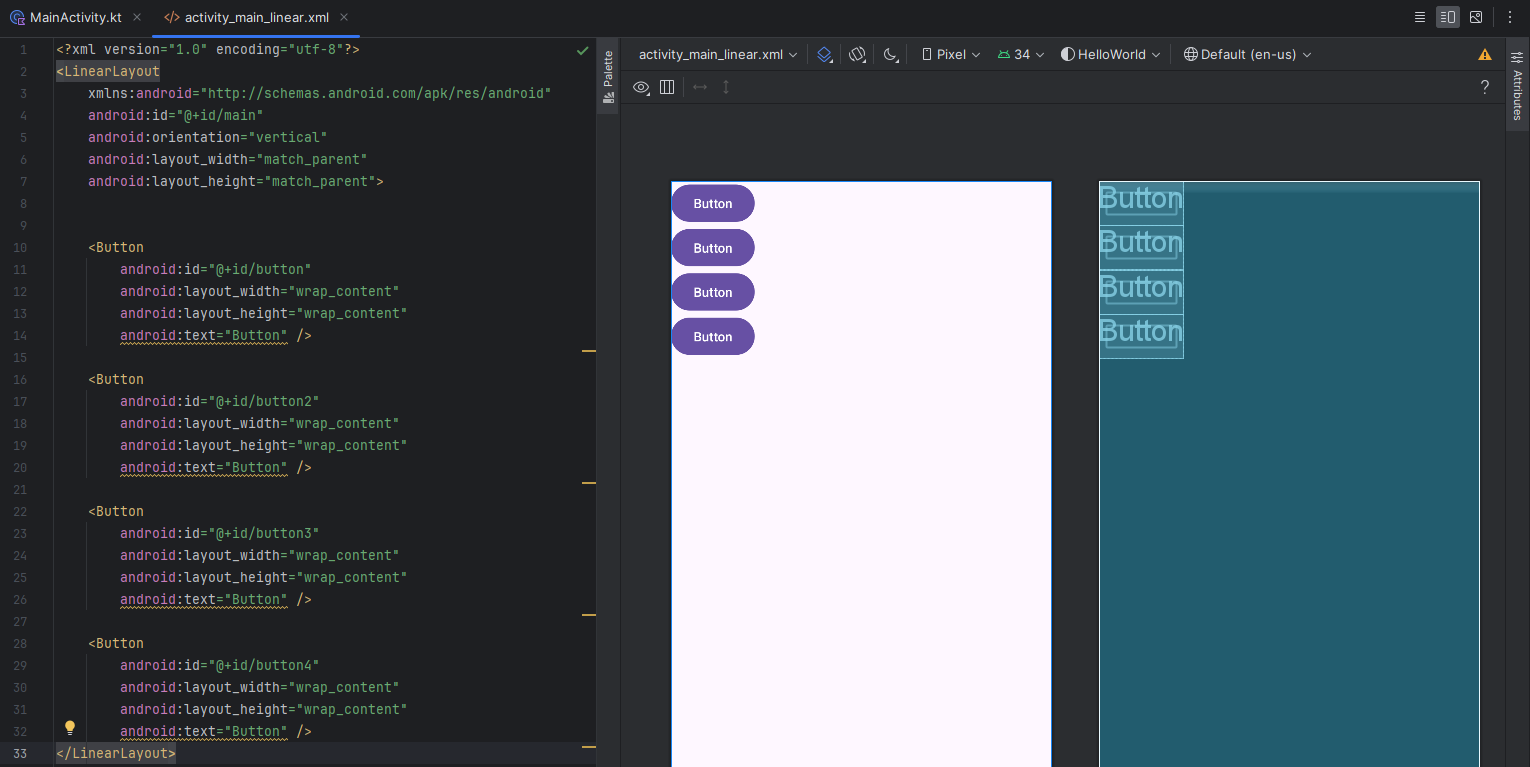 MainActivity.kt
activity_main_linear.xml
1 <?xml version="1.0" encoding="utf-8"?>
2 <LinearLayout
3 xmlns:android="http://schemas.android.com/apk/res/android"
4 android:id="@+id/main"
5 android:orientation="vertical"
6 android:layout_width="match_parent"
7 android:layout_height="match_parent">
8
9
10 <Button
11 android:id="@+id/button"
12 android:layout_width="wrap_content"
13 android:layout_height="wrap_content"
14 android:text="Button" />
15
16 <Button
17 android:id="@+id/button2"
18 android:layout_width="wrap_content"
19 android:layout_height="wrap_content"
20 android:text="Button" />
21
22 <Button
23 android:id="@+id/button3"
24 android:layout_width="wrap_content"
25 android:layout_height="wrap_content"
26 android:text="Button" />
27
28 <Button
29 android:id="@+id/button4"
30 android:layout_width="wrap_content"
31 android:layout_height="wrap_content"
32 android:text="Button" />
33 </LinearLayout>
Palette
activity_main_linear.xml Pixel 34 HelloWorld Default (en-us)
?
Button
Button
Button
Button
Button
Button
Button
Button
Attributes